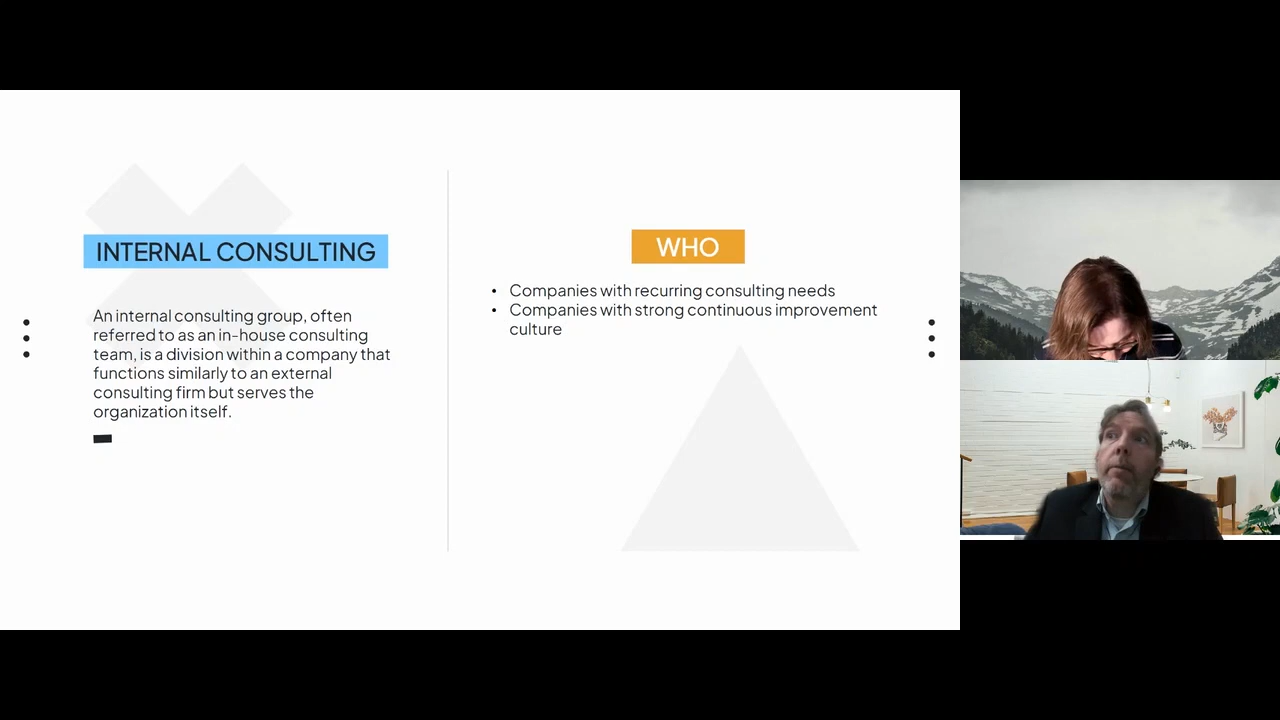 INTERNAL CONSULTING
An internal consulting group, often
referred to as an in-house consulting
team, is a division within a company that
functions similarly to an external
consulting firm but serves the
organization itself.
WHO
• Companies with recurring consulting needs
• Companies with strong continuous improvement
culture